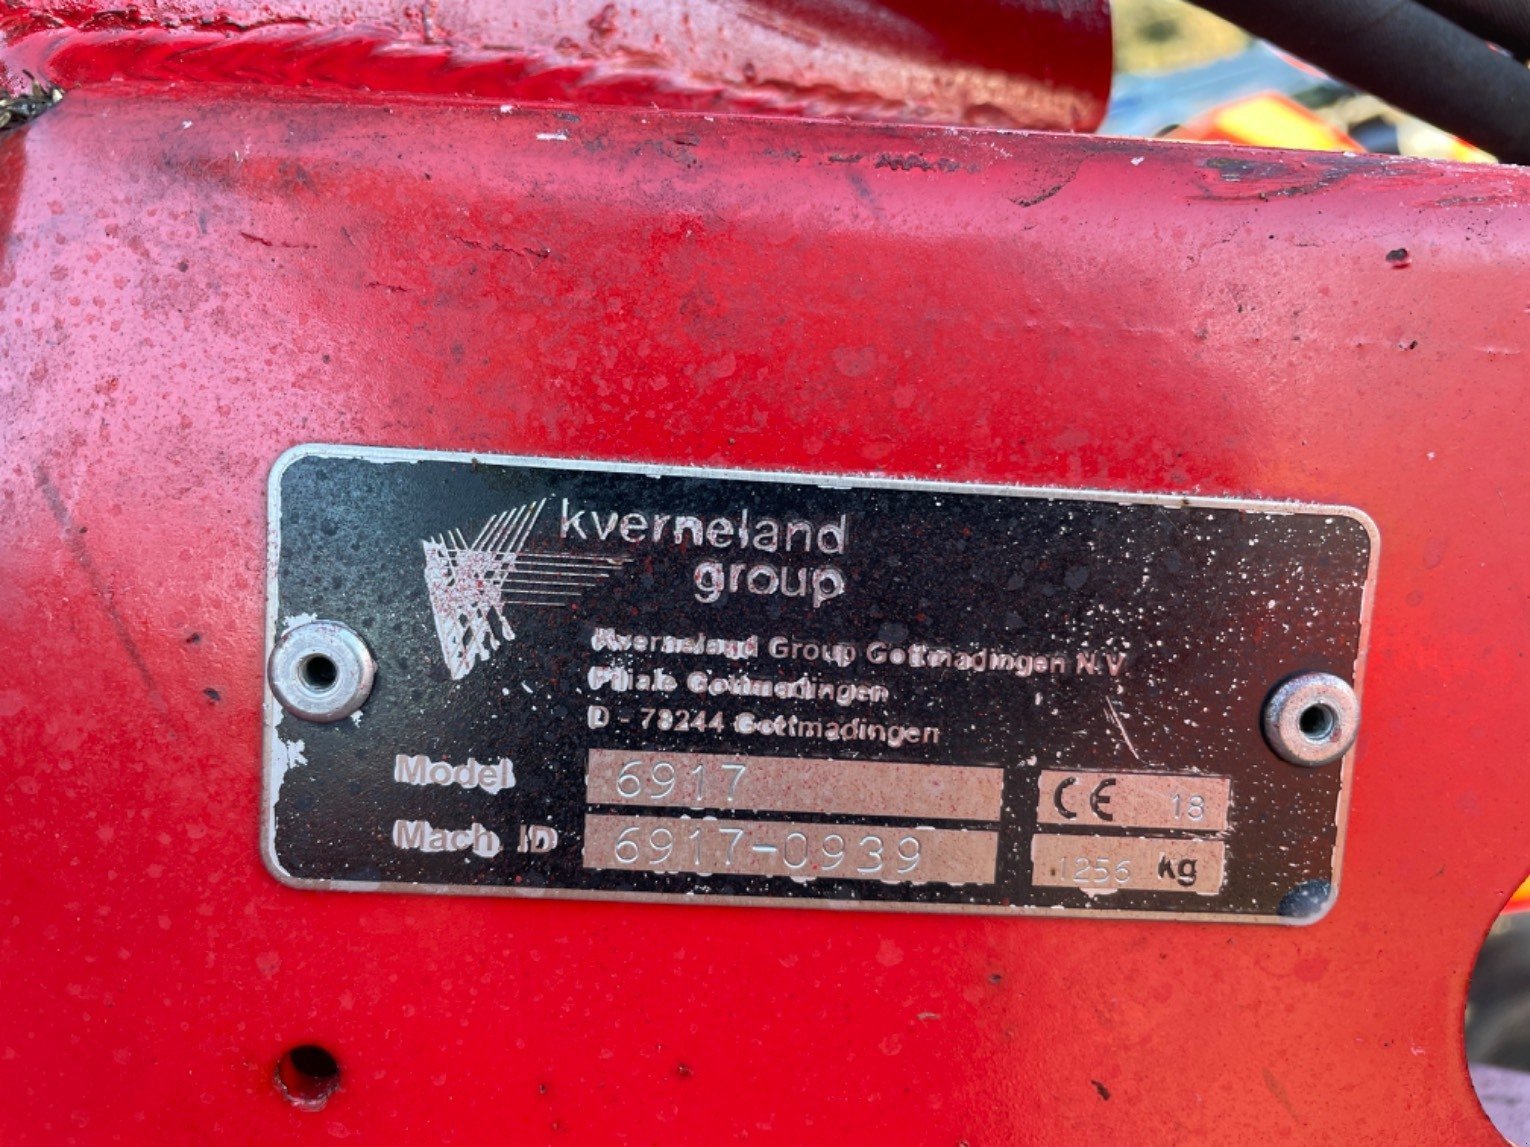 kverneland
group
Kverneland Group Gottmadingen N.V
Filiale Gottmadingen
D - 78244 Gottmadingen
Model 6917 CE 18
Mach ID 6917-0939 1256 kg